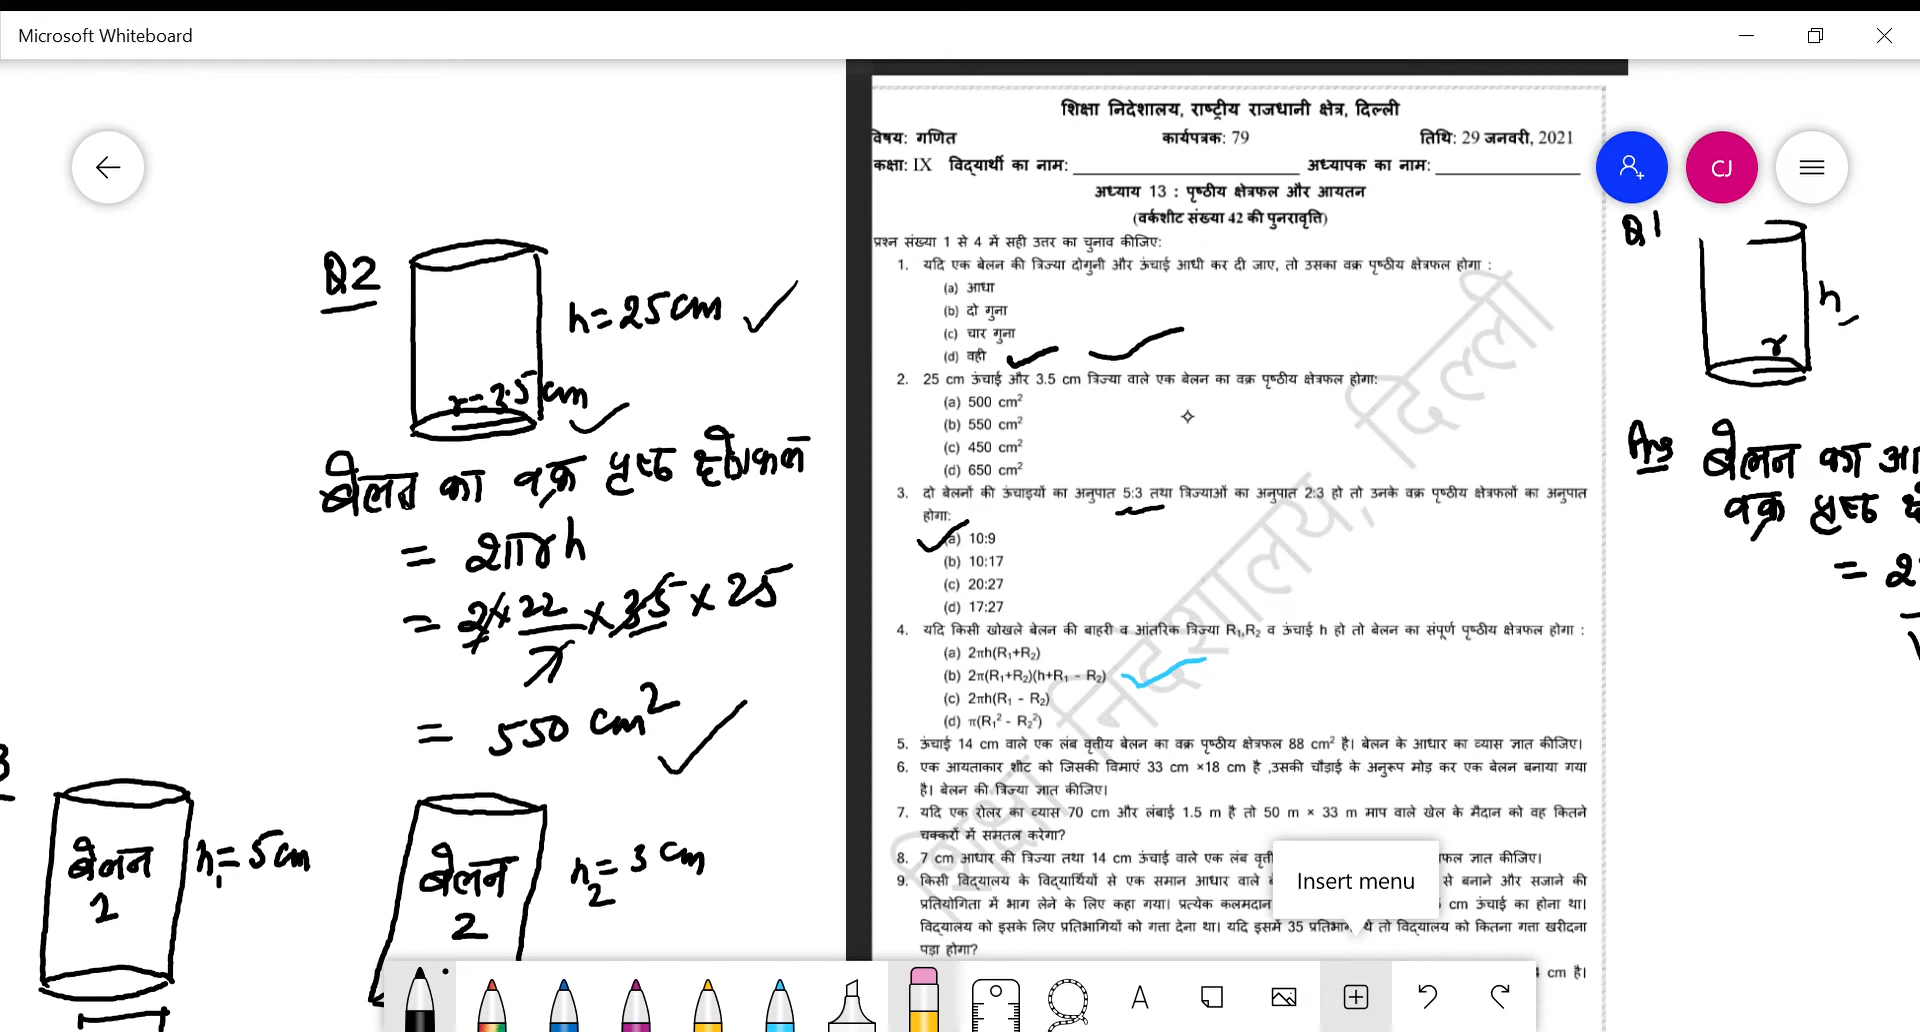 Microsoft Whiteboard
शिक्षा निदेशालय, राष्ट्रीय राजधानी क्षेत्र, दिल्ली
विषय: गणित कार्यपत्रक: 79 तिथि: 29 जनवरी, 2021
कक्षा: IX विद्यार्थी का नाम: अध्यापक का नाम:
अध्याय 13 : पृष्ठीय क्षेत्रफल और आयतन
(वर्कशीट संख्या 42 की पुनरावृत्ति)
प्रश्न संख्या 1 से 4 में सही उत्तर का चुनाव कीजिए:
1. यदि एक बेलन की त्रिज्या दोगुनी और ऊंचाई आधी कर दी जाए, तो उसका वक्र पृष्ठीय क्षेत्रफल होगा :
(a) आधा
(b) दो गुना
(c) चार गुना
(d) वही
2. 25 cm ऊंचाई और 3.5 cm त्रिज्या वाले एक बेलन का वक्र पृष्ठीय क्षेत्रफल होगा:
(a) 500 cm²
(b) 550 cm²
(c) 450 cm²
(d) 650 cm²
3. दो बेलनों की ऊंचाइयों का अनुपात 5:3 तथा त्रिज्याओं का अनुपात 2:3 हो तो उनके वक्र पृष्ठीय क्षेत्रफलों का अनुपात
होगा:
(a) 10:9
(b) 10:17
(c) 20:27
(d) 17:27
4. यदि किसी खोखले बेलन की बाहरी व आंतरिक त्रिज्या R₁,R₂ व ऊंचाई h हो तो बेलन का संपूर्ण पृष्ठीय क्षेत्रफल होगा :
(a) 2πh(R₁+R₂)
(b) 2π(R₁+R₂)(h+R₁ - R₂)
(c) 2πh(R₁ - R₂)
(d) π(R₁² - R₂²)
5. ऊंचाई 14 cm वाले एक लंब वृत्तीय बेलन का वक्र पृष्ठीय क्षेत्रफल 88 cm² है। बेलन के आधार का व्यास ज्ञात कीजिए।
6. एक आयताकार शीट को जिसकी विमाएं 33 cm ×18 cm है ,उसकी चौड़ाई के अनुरूप मोड़ कर एक बेलन बनाया गया
है। बेलन की त्रिज्या ज्ञात कीजिए।
7. यदि एक रोलर का व्यास 70 cm और लंबाई 1.5 m है तो 50 m × 33 m माप वाले खेल के मैदान को वह कितने
चक्करों में समतल करेगा?
8. 7 cm आधार की त्रिज्या तथा 14 cm ऊंचाई वाले एक लंब ज्ञात कीजिए।
9. किसी विद्यालय के विद्यार्थियों से एक समान आधार वाले से बनाने और सजाने की
प्रतियोगिता में भाग लेने के लिए कहा गया। प्रत्येक कलमदान cm ऊंचाई का होना था।
विद्यालय को इसके लिए प्रतिभागियों को गत्ता देना था। यदि इसमें 35 थे तो विद्यालय को कितना गत्ता खरीदना
पड़ा होगा?
cm है।
शिक्षा निदेशालय, दिल्ली
Insert menu
CJ
Q2
h=25cm
r=3.5cm
बेलन का वक्र पृष्ठ क्षेत्रफल
= 2πrh
= 2×22/7 × 35 × 25
= 550 cm²
बेलन
1
h₁=5cm
बेलन
2
h₂=3cm
Q1
h
r
Ans बेलन का
वक्र पृष्ठ
= 2